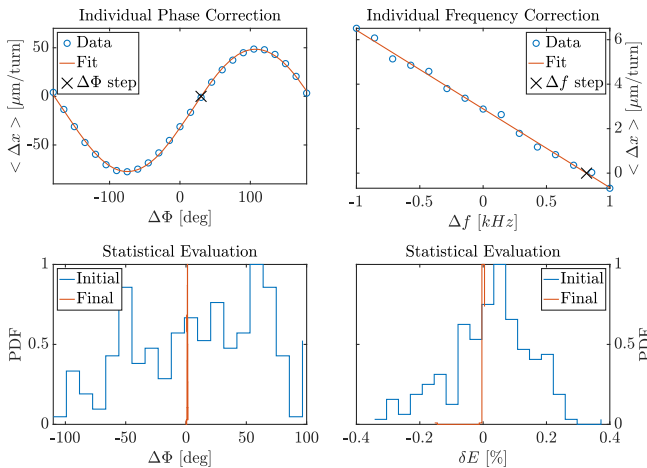 Individual Phase Correction
50
0
-50
< Δx > [μm/turn]
Data
Fit
ΔΦ step
-100
0
100
ΔΦ [deg]
Individual Frequency Correction
6
4
2
0
< Δx > [μm/turn]
Data
Fit
Δf step
-1
-0.5
0
0.5
1
Δf [kHz]
Statistical Evaluation
1
0.5
0
PDF
Initial
Final
-100
-50
0
50
ΔΦ [deg]
Statistical Evaluation
1
0.5
0
PDF
Initial
Final
-0.4
-0.2
0
0.2
0.4
δE [%]